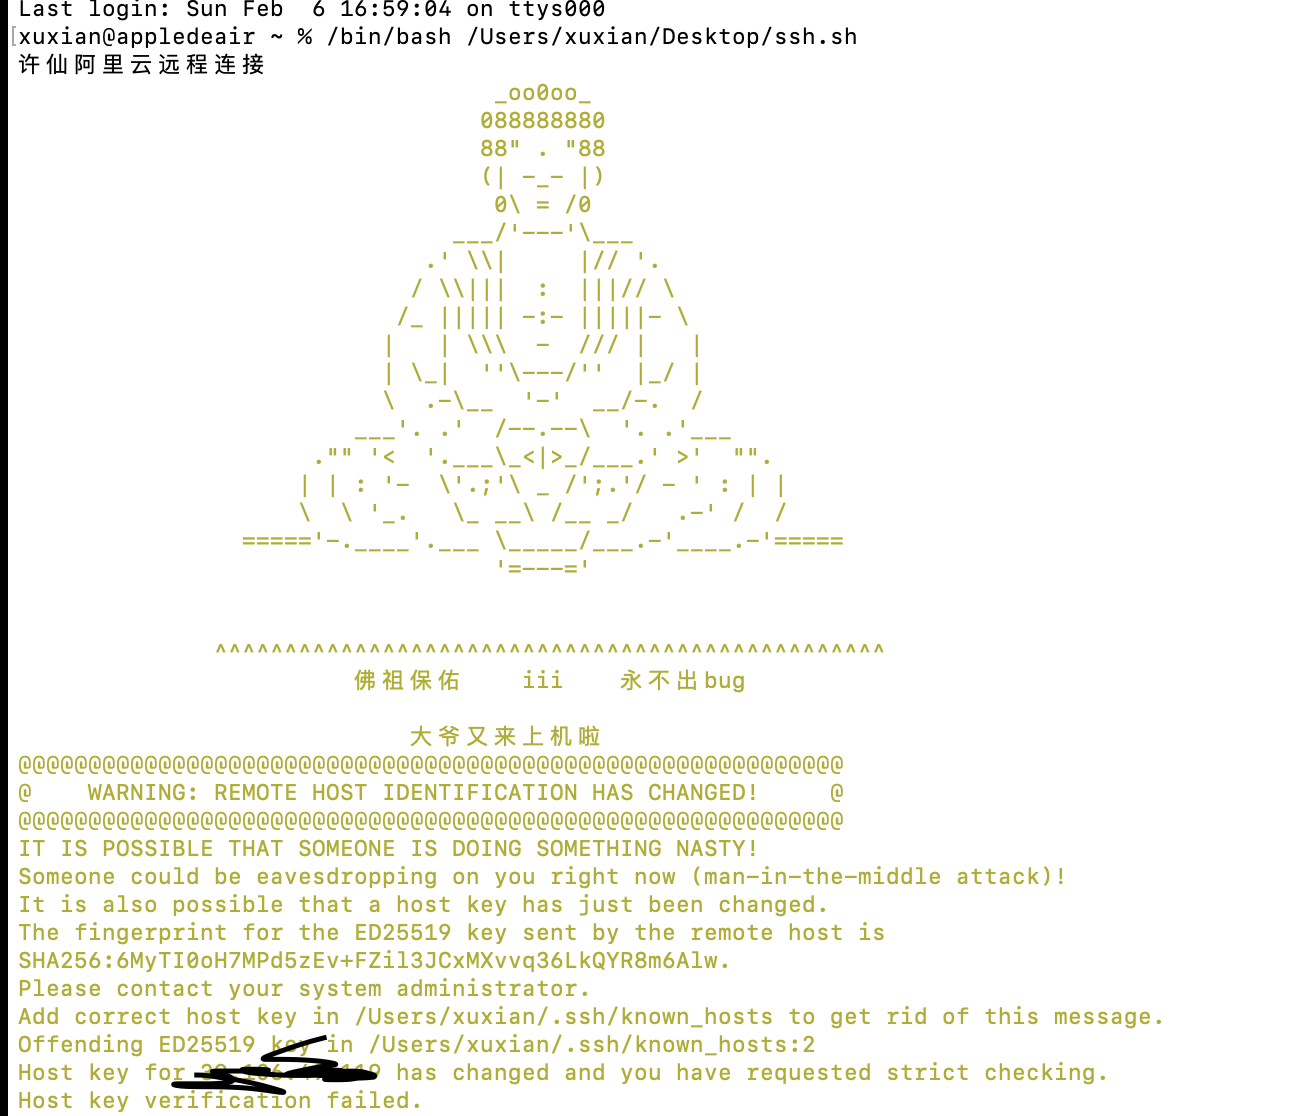 Last login: Sun Feb  6 16:59:04 on ttys000
[xuxian@appledeair ~ % /bin/bash /Users/xuxian/Desktop/ssh.sh
许仙阿里云远程连接
                                  _oo0oo_
                                 088888880
                                 88" . "88
                                 (| -_- |)
                                  0\ = /0
                               ___/'---'\___
                             .' \\|     |// '.
                            / \\|||  :  |||// \
                           /_ ||||| -:- |||||- \
                          |   | \\\  -  /// |   |
                          | \_|  ''\---/''  |_/ |
                          \  .-\__  '-'  __/-.  /
                        ___'. .'  /--.--\  '. .'___
                     ."" '<  '.___\_<|>_/___.' >'  "".
                    | | : '-  \'.;'\ _ /';.'/ - ' : | |
                    \  \ '_.   \_ __\ /__ _/   .-' /  /
                ====='-.____'.___ \_____/___.-'____.-'=====
                                  '=---='
              ^^^^^^^^^^^^^^^^^^^^^^^^^^^^^^^^^^^^^^^^^^^^^^^^
                        佛祖保佑    iii    永不出bug
                            大爷又来上机啦
@@@@@@@@@@@@@@@@@@@@@@@@@@@@@@@@@@@@@@@@@@@@@@@@@@@@@@@@@@@
@    WARNING: REMOTE HOST IDENTIFICATION HAS CHANGED!     @
@@@@@@@@@@@@@@@@@@@@@@@@@@@@@@@@@@@@@@@@@@@@@@@@@@@@@@@@@@@
IT IS POSSIBLE THAT SOMEONE IS DOING SOMETHING NASTY!
Someone could be eavesdropping on you right now (man-in-the-middle attack)!
It is also possible that a host key has just been changed.
The fingerprint for the ED25519 key sent by the remote host is
SHA256:6MyTI0oH7MPd5zEv+FZil3JCxMXvvq36LkQYR8m6Alw.
Please contact your system administrator.
Add correct host key in /Users/xuxian/.ssh/known_hosts to get rid of this message.
Offending ED25519 key in /Users/xuxian/.ssh/known_hosts:2
Host key for has changed and you have requested strict checking.
Host key verification failed.